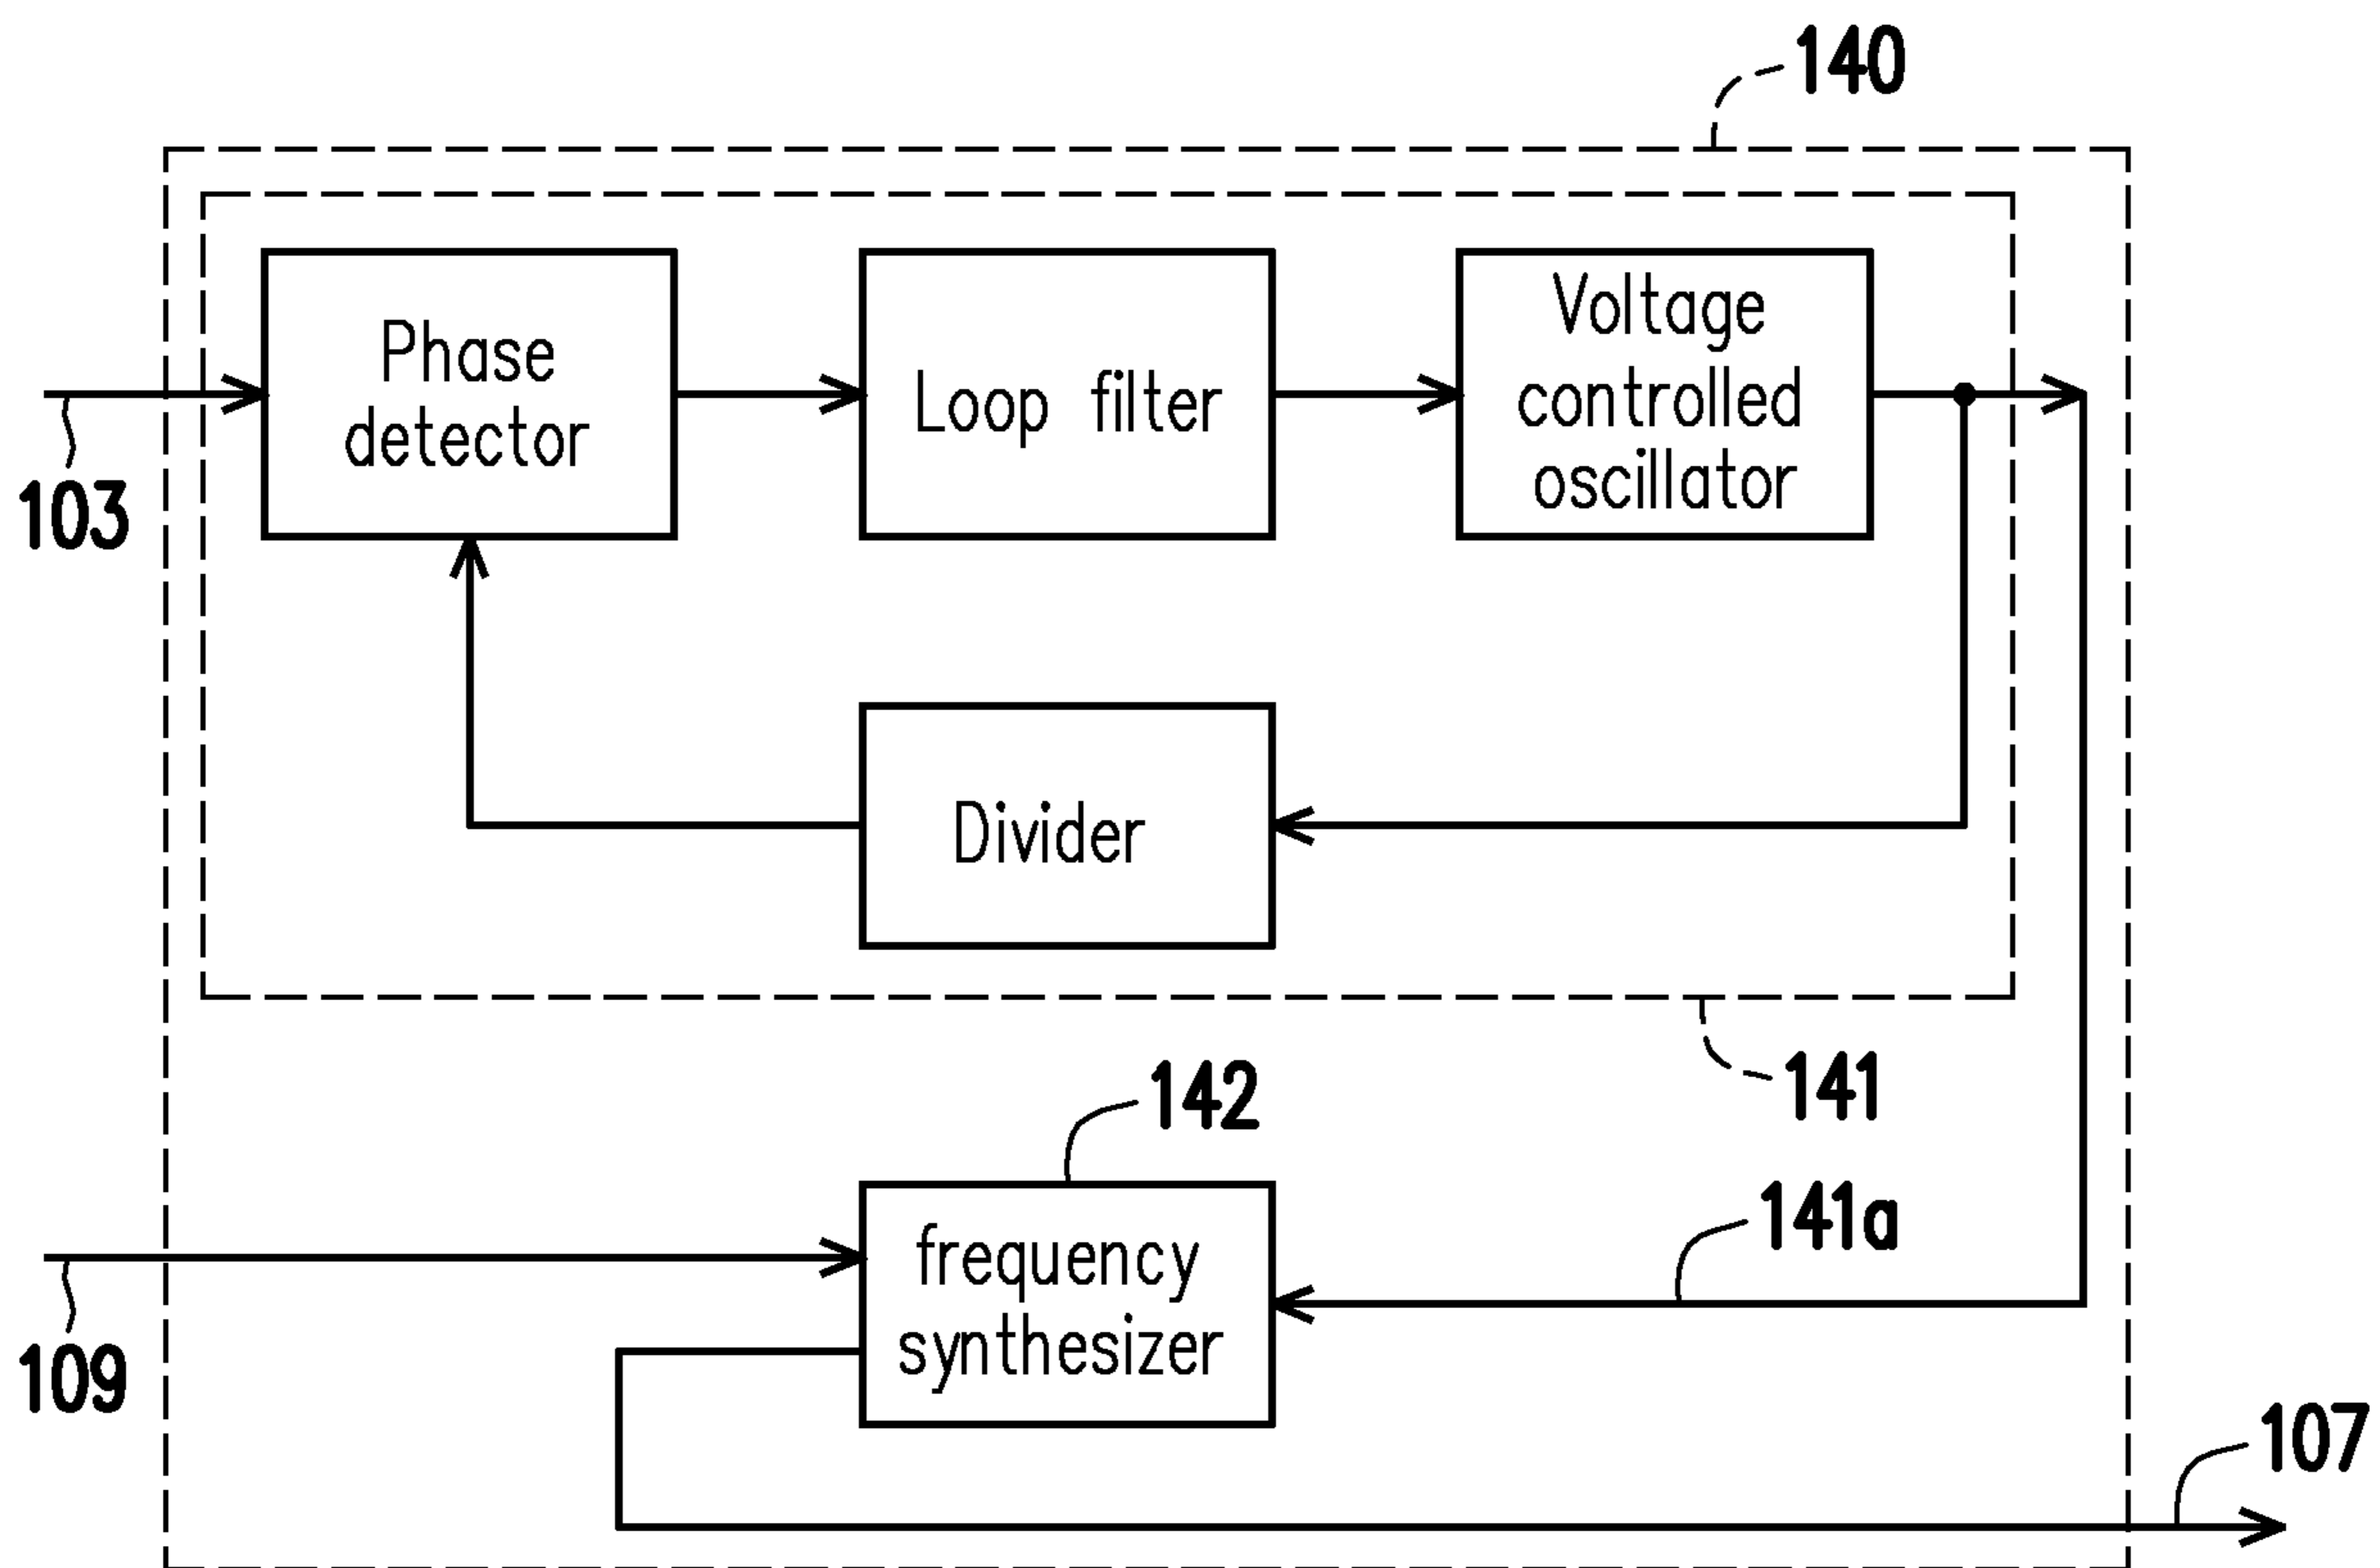 140
Phase
detector
Loop filter
Voltage
controlled
oscillator
103
Divider
141
142
141a
frequency
synthesizer
109
107